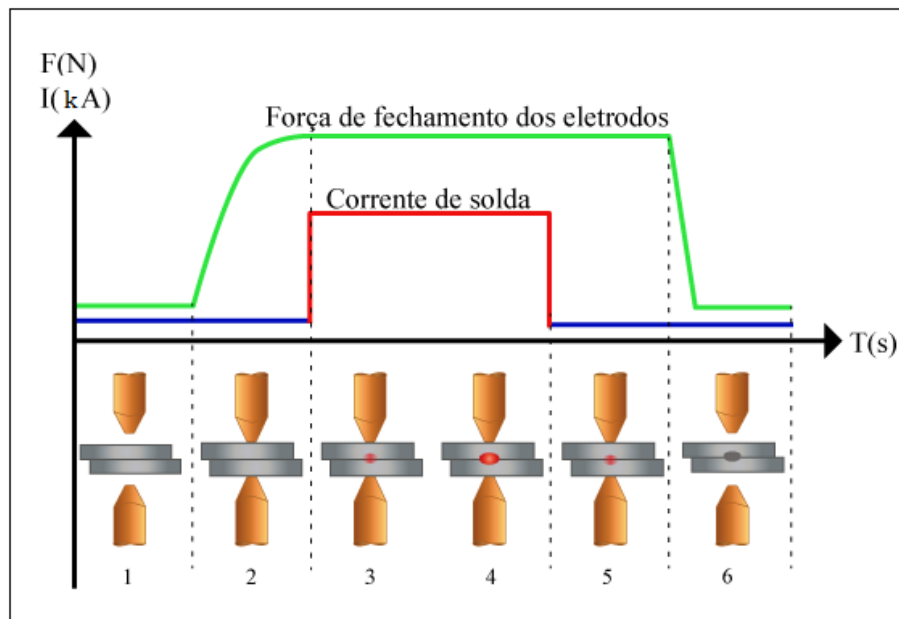 F(N)
I(kA)
Força de fechamento dos eletrodos
Corrente de solda
T(s)
1 2 3 4 5 6